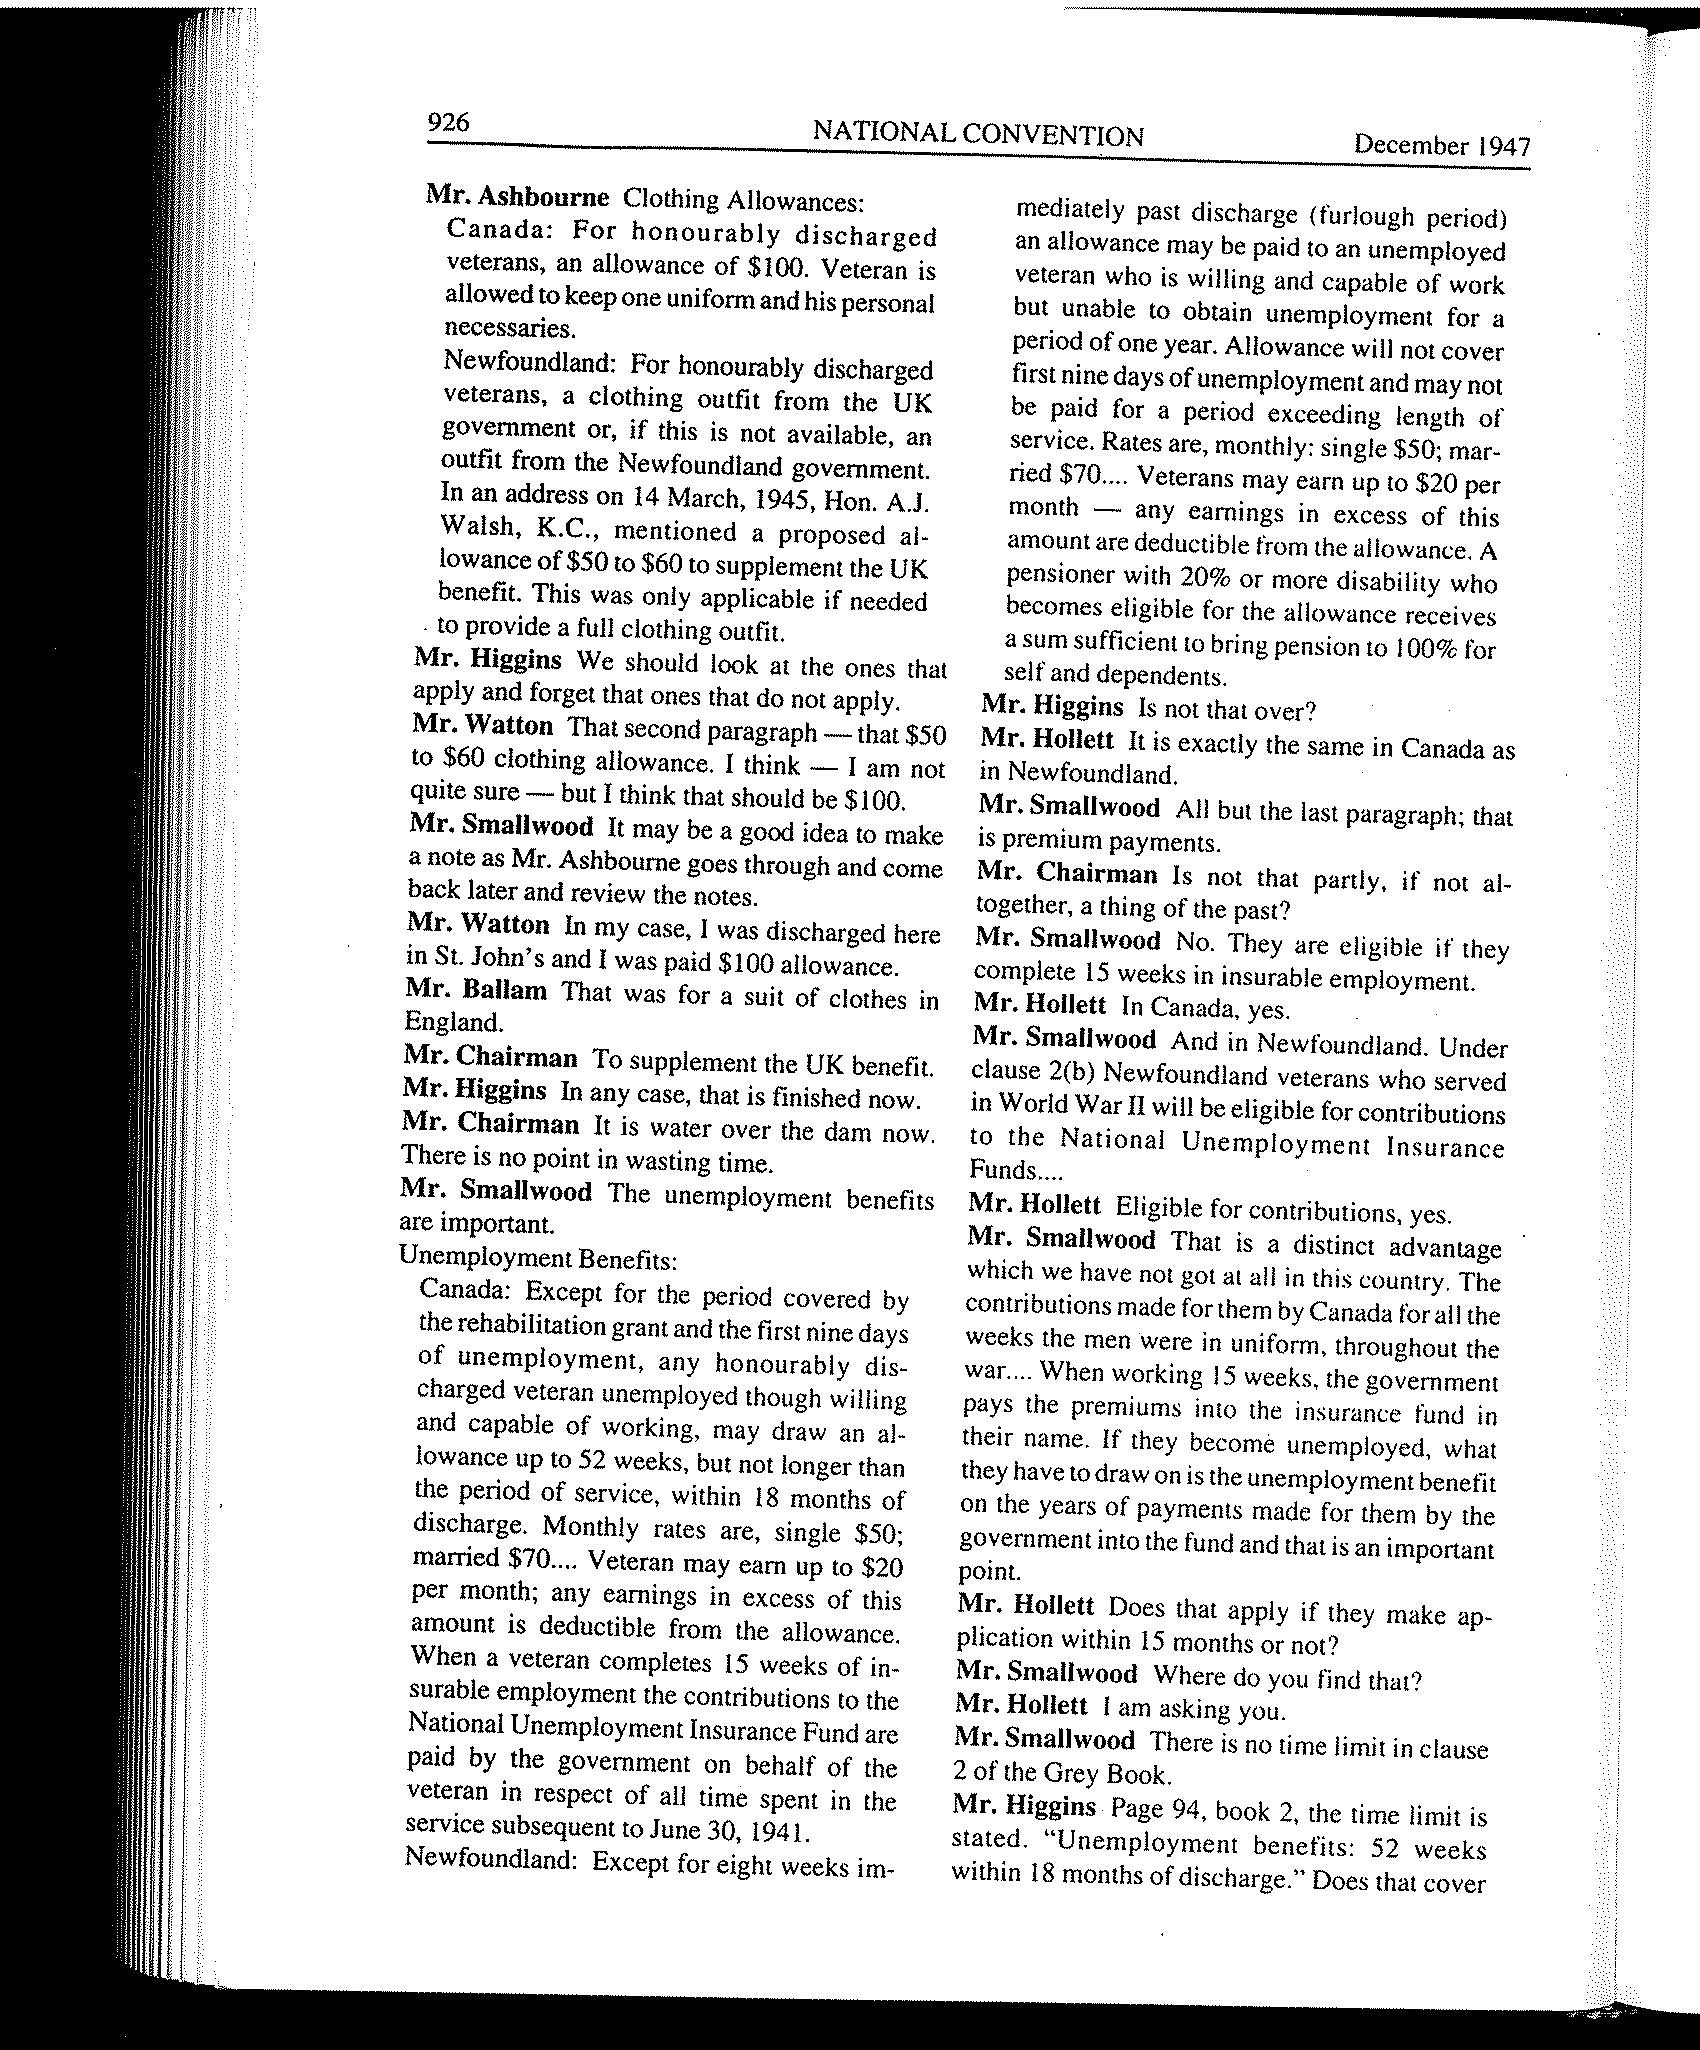 926
NATIONAL CONVENTION
December 1947
Mr. Ashbourne Clothing Allowances:
Canada: For honourably discharged
veterans, an allowance of $100. Veteran is
allowed to keep one uniform and his personal
necessaries.
Newfoundland: For honourably discharged
veterans, a clothing outfit from the UK
government or, if this is not available, an
outfit from the Newfoundland government.
In an address on 14 March, 1945, Hon. A.J.
Walsh, K.C., mentioned a proposed al-
lowance of $50 to $60 to supplement the UK
benefit. This was only applicable if needed
to provide a full clothing outfit.
Mr. Higgins We should look at the ones that
apply and forget that ones that do not apply.
Mr. Watton That second paragraph — that $50
to $60 clothing allowance. I think — I am not
quite sure — but I think that should be $100.
Mr. Smallwood It may be a good idea to make
a note as Mr. Ashbourne goes through and come
back later and review the notes.
Mr. Watton In my case, I was discharged here
in St. John's and I was paid $100 allowance.
Mr. Ballam That was for a suit of clothes in
England.
Mr. Chairman To supplement the UK benefit.
Mr. Higgins In any case, that is finished now.
Mr. Chairman It is water over the dam now.
There is no point in wasting time.
Mr. Smallwood The unemployment benefits
are important.
Unemployment Benefits:
Canada: Except for the period covered by
the rehabilitation grant and the first nine days
of unemployment, any honourably dis-
charged veteran unemployed though willing
and capable of working, may draw an al-
lowance up to 52 weeks, but not longer than
the period of service, within 18 months of
discharge. Monthly rates are, single $50;
married $70.... Veteran may earn up to $20
per month; any earnings in excess of this
amount is deductible from the allowance.
When a veteran completes 15 weeks of in-
surable employment the contributions to the
National Unemployment Insurance Fund are
paid by the government on behalf of the
veteran in respect of all time spent in the
service subsequent to June 30, 1941.
Newfoundland: Except for eight weeks im-
mediately past discharge (furlough period)
an allowance may be paid to an unemployed
veteran who is willing and capable of work
but unable to obtain unemployment for a
period of one year. Allowance will not cover
first nine days of unemployment and may not
be paid for a period exceeding length of
service. Rates are, monthly: single $50; mar-
ried $70.... Veterans may earn up to $20 per
month — any earnings in excess of this
amount are deductible from the allowance. A
pensioner with 20% or more disability who
becomes eligible for the allowance receives
a sum sufficient to bring pension to 100% for
self and dependents.
Mr. Higgins Is not that over?
Mr. Hollett It is exactly the same in Canada as
in Newfoundland.
Mr. Smallwood All but the last paragraph; that
is premium payments.
Mr. Chairman Is not that partly, if not al-
together, a thing of the past?
Mr. Smallwood No. They are eligible if they
complete 15 weeks in insurable employment.
Mr. Hollett In Canada, yes.
Mr. Smallwood And in Newfoundland. Under
clause 2(b) Newfoundland veterans who served
in World War II will be eligible for contributions
to the National Unemployment Insurance
Funds....
Mr. Hollett Eligible for contributions, yes.
Mr. Smallwood That is a distinct advantage
which we have not got at all in this country. The
contributions made for them by Canada for all the
weeks the men were in uniform, throughout the
war.... When working 15 weeks, the government
pays the premiums into the insurance fund in
their name. If they become unemployed, what
they have to draw on is the unemployment benefit
on the years of payments made for them by the
government into the fund and that is an important
point.
Mr. Hollett Does that apply if they make ap-
plication within 15 months or not?
Mr. Smallwood Where do you find that?
Mr. Hollett I am asking you.
Mr. Smallwood There is no time limit in clause
2 of the Grey Book.
Mr. Higgins Page 94, book 2, the time limit is
stated. "Unemployment benefits: 52 weeks
within 18 months of discharge." Does that cover